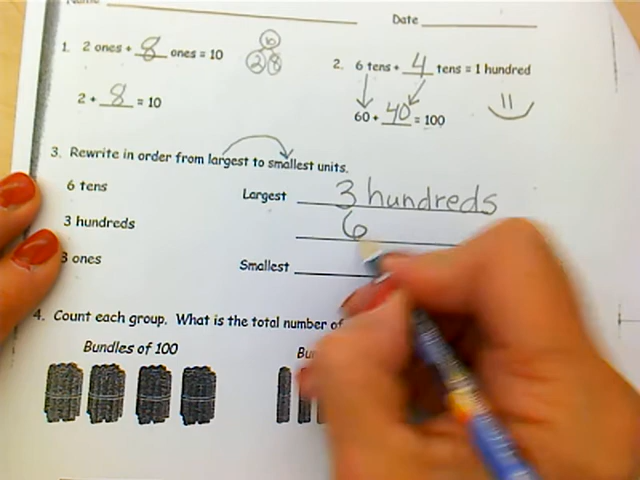 Name
Date
1. 2 ones + 8 ones = 10
6
2 8
2 + 8 = 10
2. 6 tens + 4 tens = 1 hundred
60 + 40 = 100
3. Rewrite in order from largest to smallest units.
6 tens
Largest 3 hundreds
3 hundreds
6
3 ones
Smallest
4. Count each group. What is the total number of
Bundles of 100